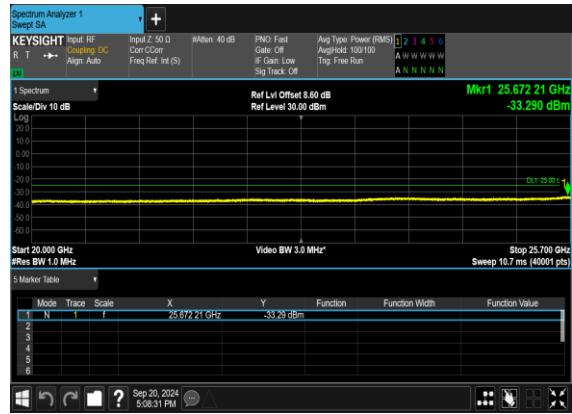 Spectrum Analyzer 1
Swept SA
KEYSIGHT
R T
Input: RF
Coupling: DC
Align: Auto
Input Z: 50 Ω
Corr CCorr
Freq Ref: Int (S)
#Atten: 40 dB
PNO: Fast
Gate: Off
IF Gain: Low
Sig Track: Off
Avg Type: Power (RMS)
Avg|Hold: 100/100
Trig: Free Run
1 2 3 4 5 6
A W W W W W
A N N N N N
1 Spectrum
Scale/Div 10 dB
Ref Lvl Offset 8.60 dB
Ref Level 30.00 dBm
Mkr1 25.672 21 GHz
-33.290 dBm
Log
20.0
10.0
0.00
-10.0
-20.0
-30.0
-40.0
-50.0
-60.0
Start 20.000 GHz
#Res BW 1.0 MHz
Video BW 3.0 MHz*
Stop 25.700 GHz
Sweep 10.7 ms (40001 pts)
5 Marker Table
Mode Trace Scale X Y Function Function Width Function Value
1 N 1 f 25.672 21 GHz -33.29 dBm
2
3
4
5
6
?
Sep 20, 2024
5:08:31 PM